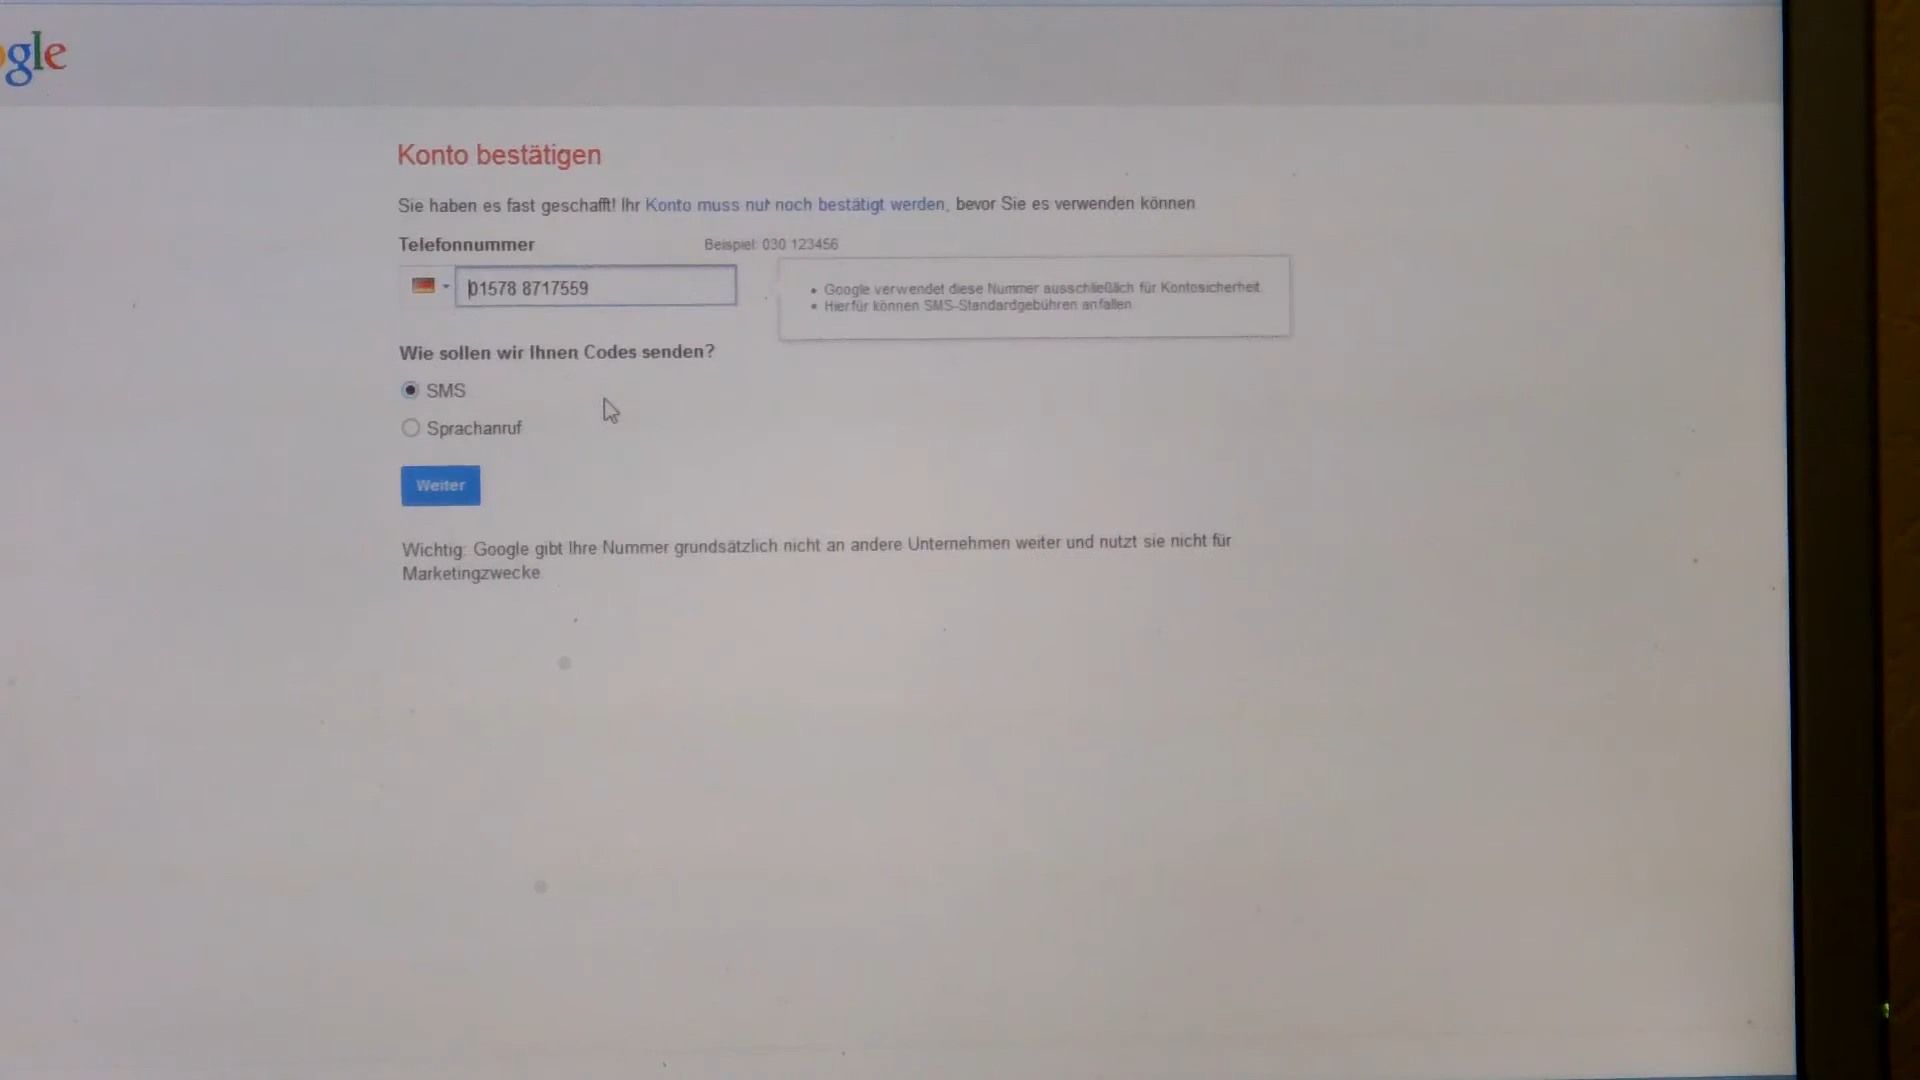 gle
Konto bestätigen
Sie haben es fast geschafft! Ihr Konto muss nur noch bestätigt werden, bevor Sie es verwenden können.
Telefonnummer Beispiel: 030 123456
01578 8717559
• Google verwendet diese Nummer ausschließlich für Kontosicherheit.
• Hierfür können SMS-Standardgebühren anfallen.
Wie sollen wir Ihnen Codes senden?
SMS
Sprachanruf
Weiter
Wichtig: Google gibt Ihre Nummer grundsätzlich nicht an andere Unternehmen weiter und nutzt sie nicht für
Marketingzwecke.